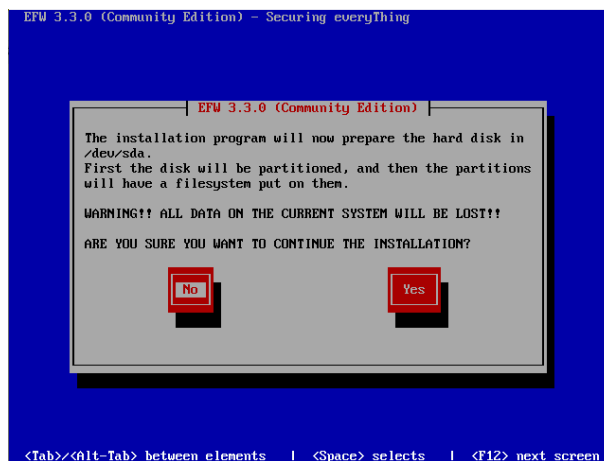 EFW 3.3.0 (Community Edition) - Securing everyThing
EFW 3.3.0 (Community Edition)
The installation program will now prepare the hard disk in
/dev/sda.
First the disk will be partitioned, and then the partitions
will have a filesystem put on them.
WARNING!! ALL DATA ON THE CURRENT SYSTEM WILL BE LOST!!
ARE YOU SURE YOU WANT TO CONTINUE THE INSTALLATION?
No Yes
<Tab>/<Alt-Tab> between elements | <Space> selects | <F12> next screen